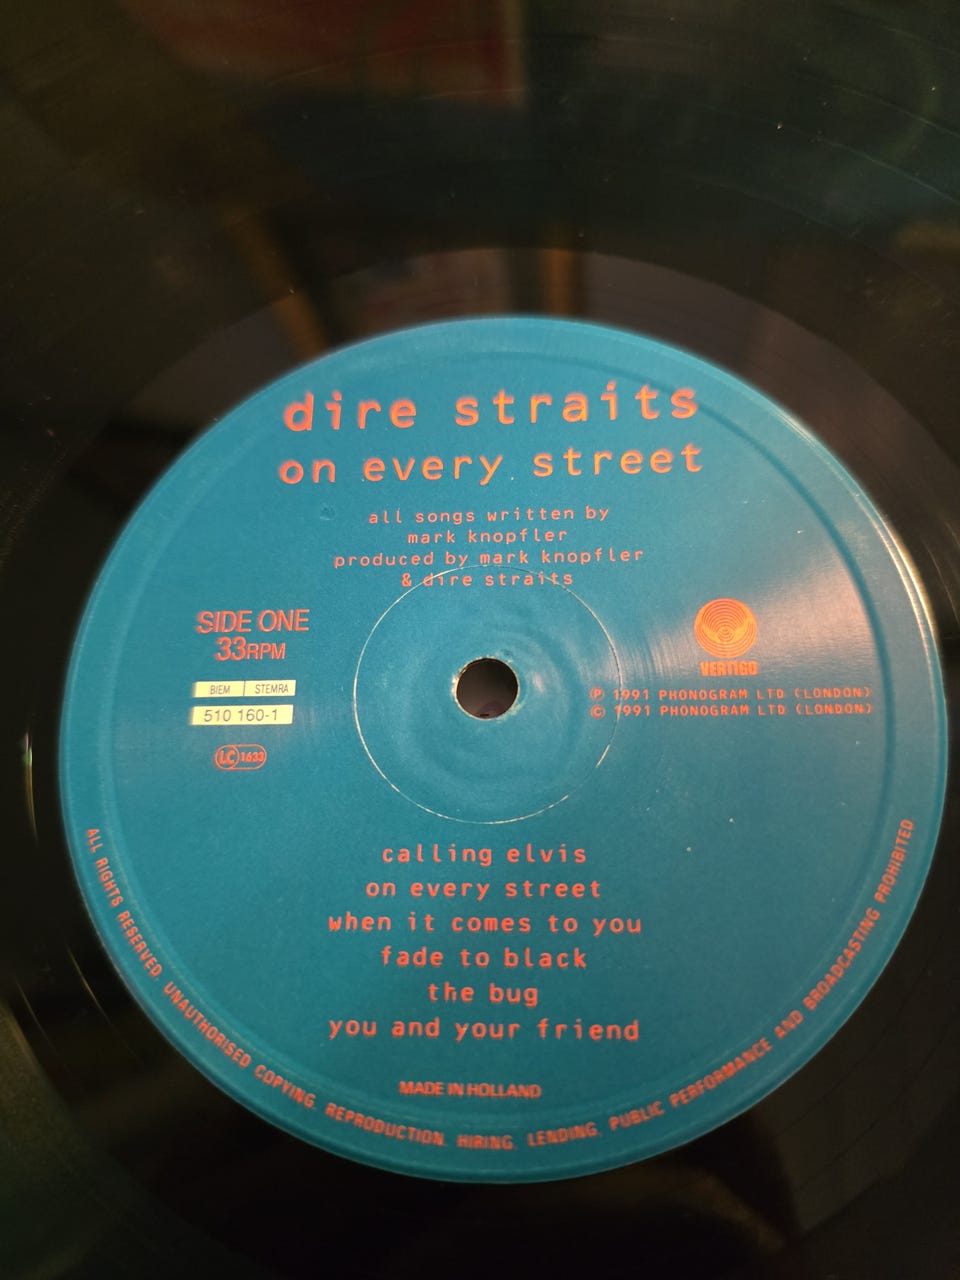 dire straits
on every street
all songs written by
mark knopfler
produced by mark knopfler
& dire straits
SIDE ONE
33RPM
BIEM STEMRA
510 160-1
LC 1633
VERTIGO
℗ 1991 PHONOGRAM LTD (LONDON)
© 1991 PHONOGRAM LTD (LONDON)
calling elvis
on every street
when it comes to you
fade to black
the bug
you and your friend
MADE IN HOLLAND
ALL RIGHTS RESERVED. UNAUTHORISED COPYING. REPRODUCTION. HIRING. LENDING. PUBLIC PERFORMANCE AND BROADCASTING PROHIBITED